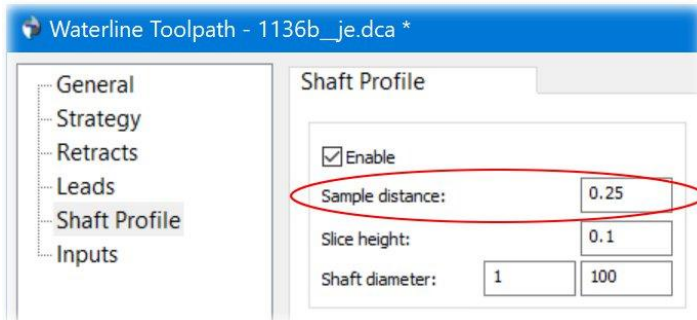 Waterline Toolpath - 1136b__je.dca *
General
Strategy
Retracts
Leads
Shaft Profile
Inputs
Shaft Profile
Enable
Sample distance: 0.25
Slice height: 0.1
Shaft diameter: 1 100